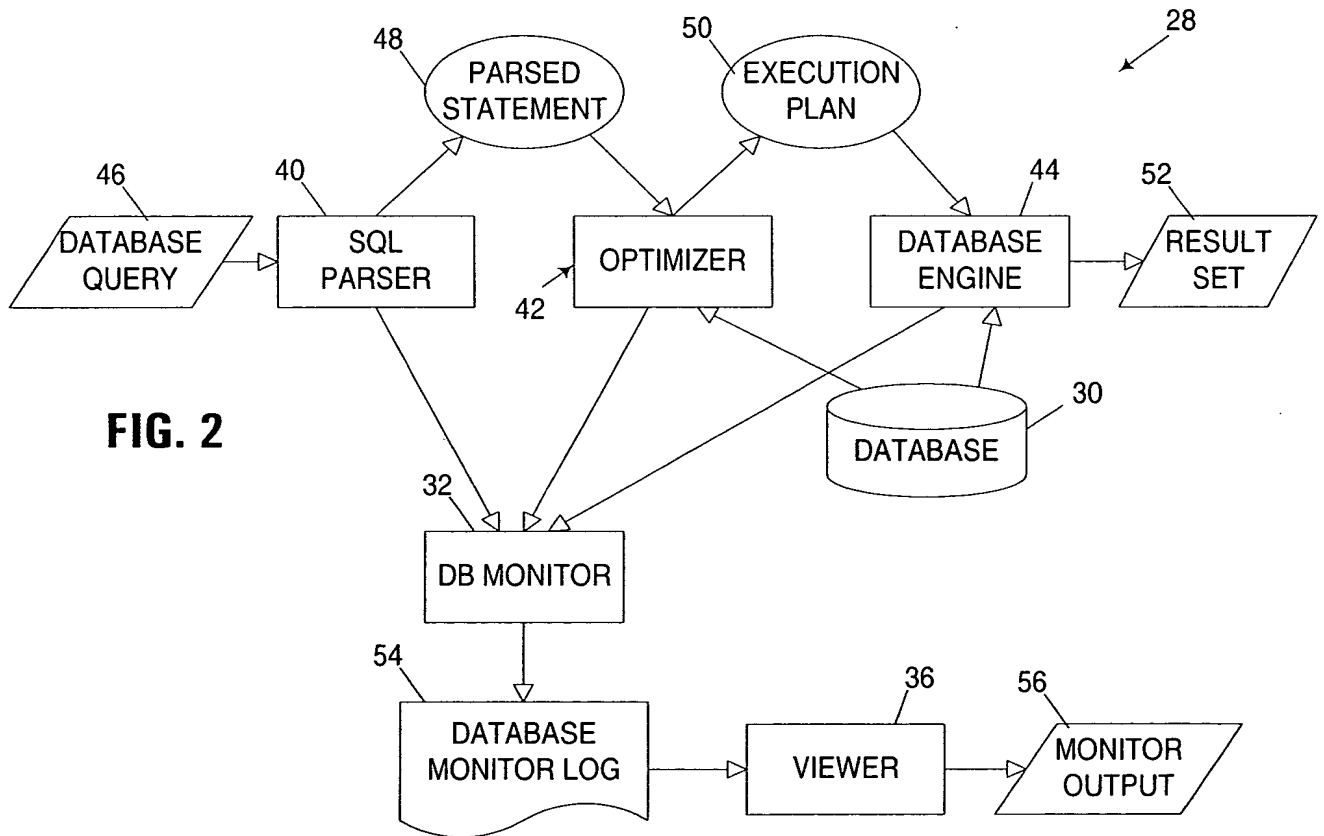 48
PARSED
STATEMENT
50
EXECUTION
PLAN
28
46
DATABASE
QUERY
40
SQL
PARSER
42
OPTIMIZER
44
DATABASE
ENGINE
52
RESULT
SET
FIG. 2
30
DATABASE
32
DB MONITOR
54
DATABASE
MONITOR LOG
36
VIEWER
56
MONITOR
OUTPUT